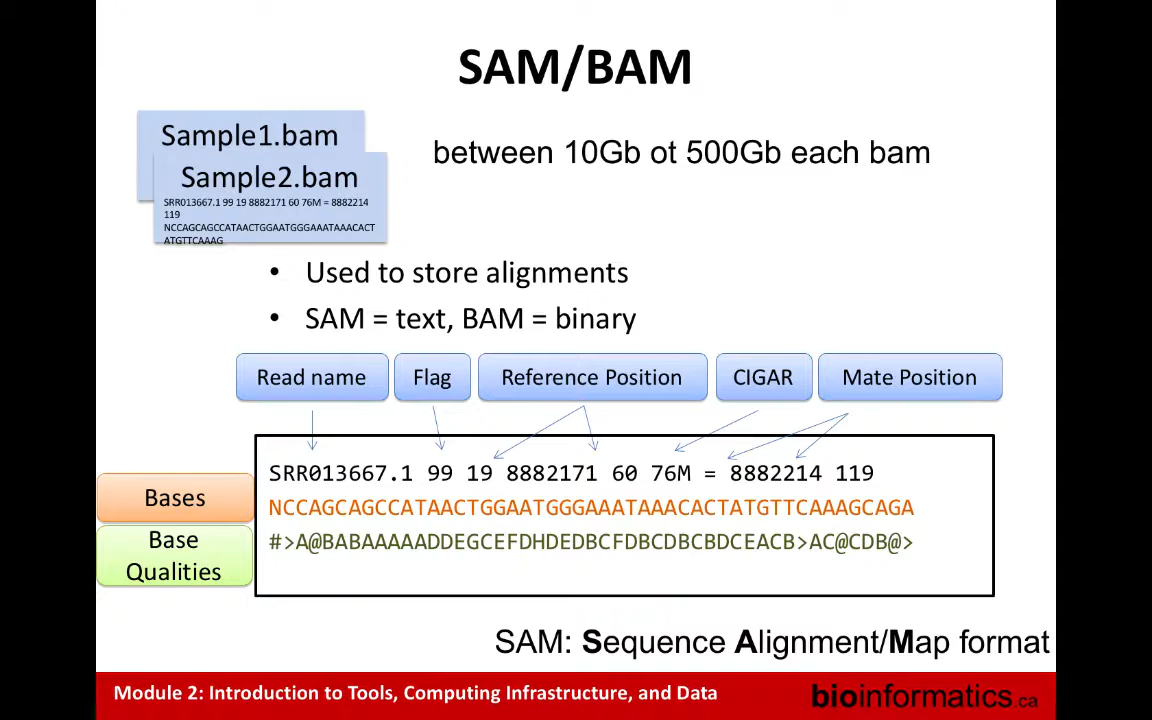 SAM/BAM
Sample1.bam
Sample2.bam
SRR013667.1 99 19 8882171 60 76M = 8882214
119
NCCAGCAGCCATAACTGGAATGGGAAATAAACACT
ATGTTCAAAG
between 10Gb ot 500Gb each bam
• Used to store alignments
• SAM = text, BAM = binary
Read name Flag Reference Position CIGAR Mate Position
SRR013667.1 99 19 8882171 60 76M = 8882214 119
Bases
NCCAGCAGCCATAACTGGAATGGGAAATAAACACTATGTTCAAAGCAGA
Base
Qualities
#>A@BABAAAAADDEGCEFDHDEDBCFDBCDBCBDCEACB>AC@CDB@>
SAM: Sequence Alignment/Map format
Module 2: Introduction to Tools, Computing Infrastructure, and Data
bioinformatics.ca